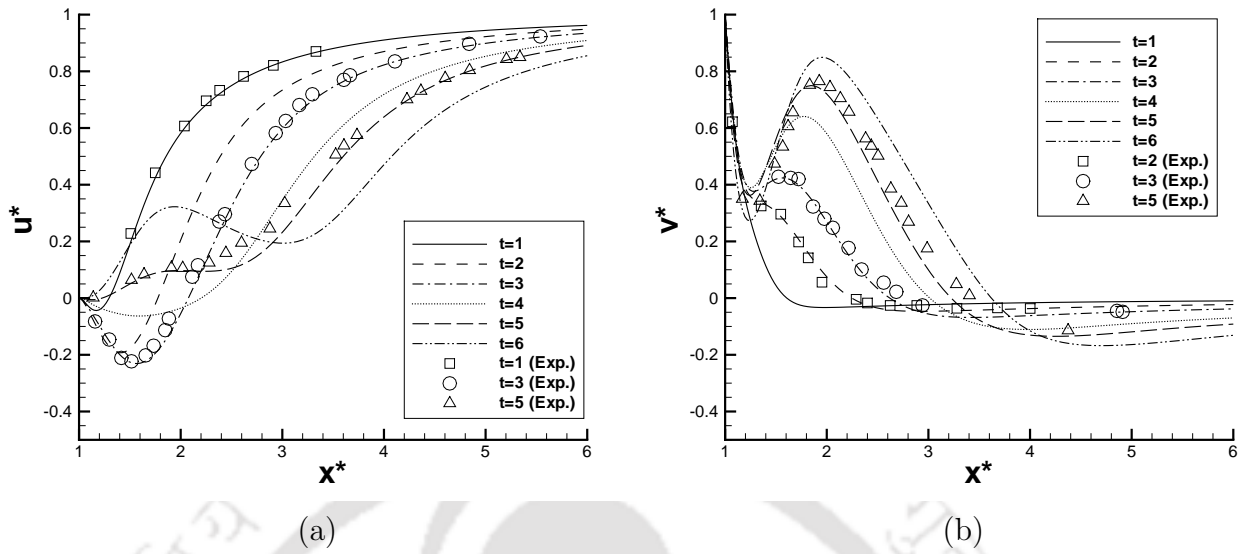 1
0.8
0.6
0.4
0.2
0
-0.2
-0.4
u*
1
2
3
4
5
6
x*
t=1
t=2
t=3
t=4
t=5
t=6
t=1 (Exp.)
t=3 (Exp.)
t=5 (Exp.)
(a)
1
0.8
0.6
0.4
0.2
0
-0.2
-0.4
v*
1
2
3
4
5
6
x*
t=1
t=2
t=3
t=4
t=5
t=6
t=2 (Exp.)
t=3 (Exp.)
t=5 (Exp.)
(b)